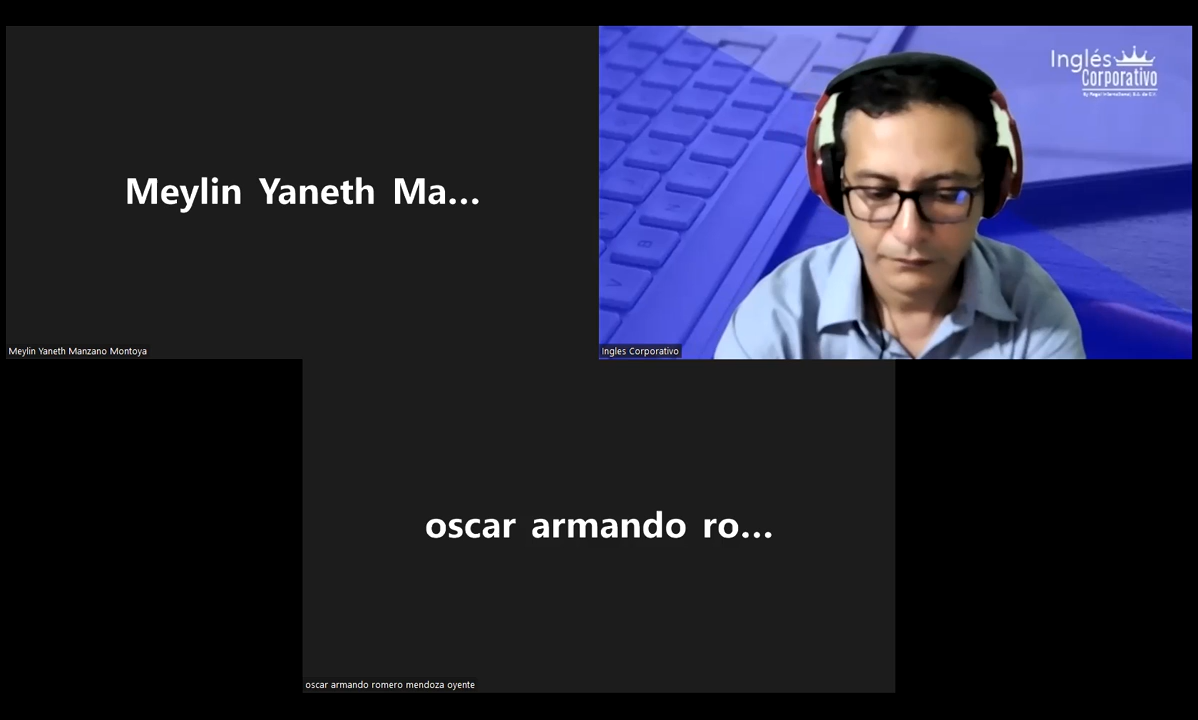 Meylin Yaneth Ma...
Meylin Yaneth Manzano Montoya
Inglés
Corporativo
Ingles Corporativo
oscar armando ro...
oscar armando romero mendoza oyente